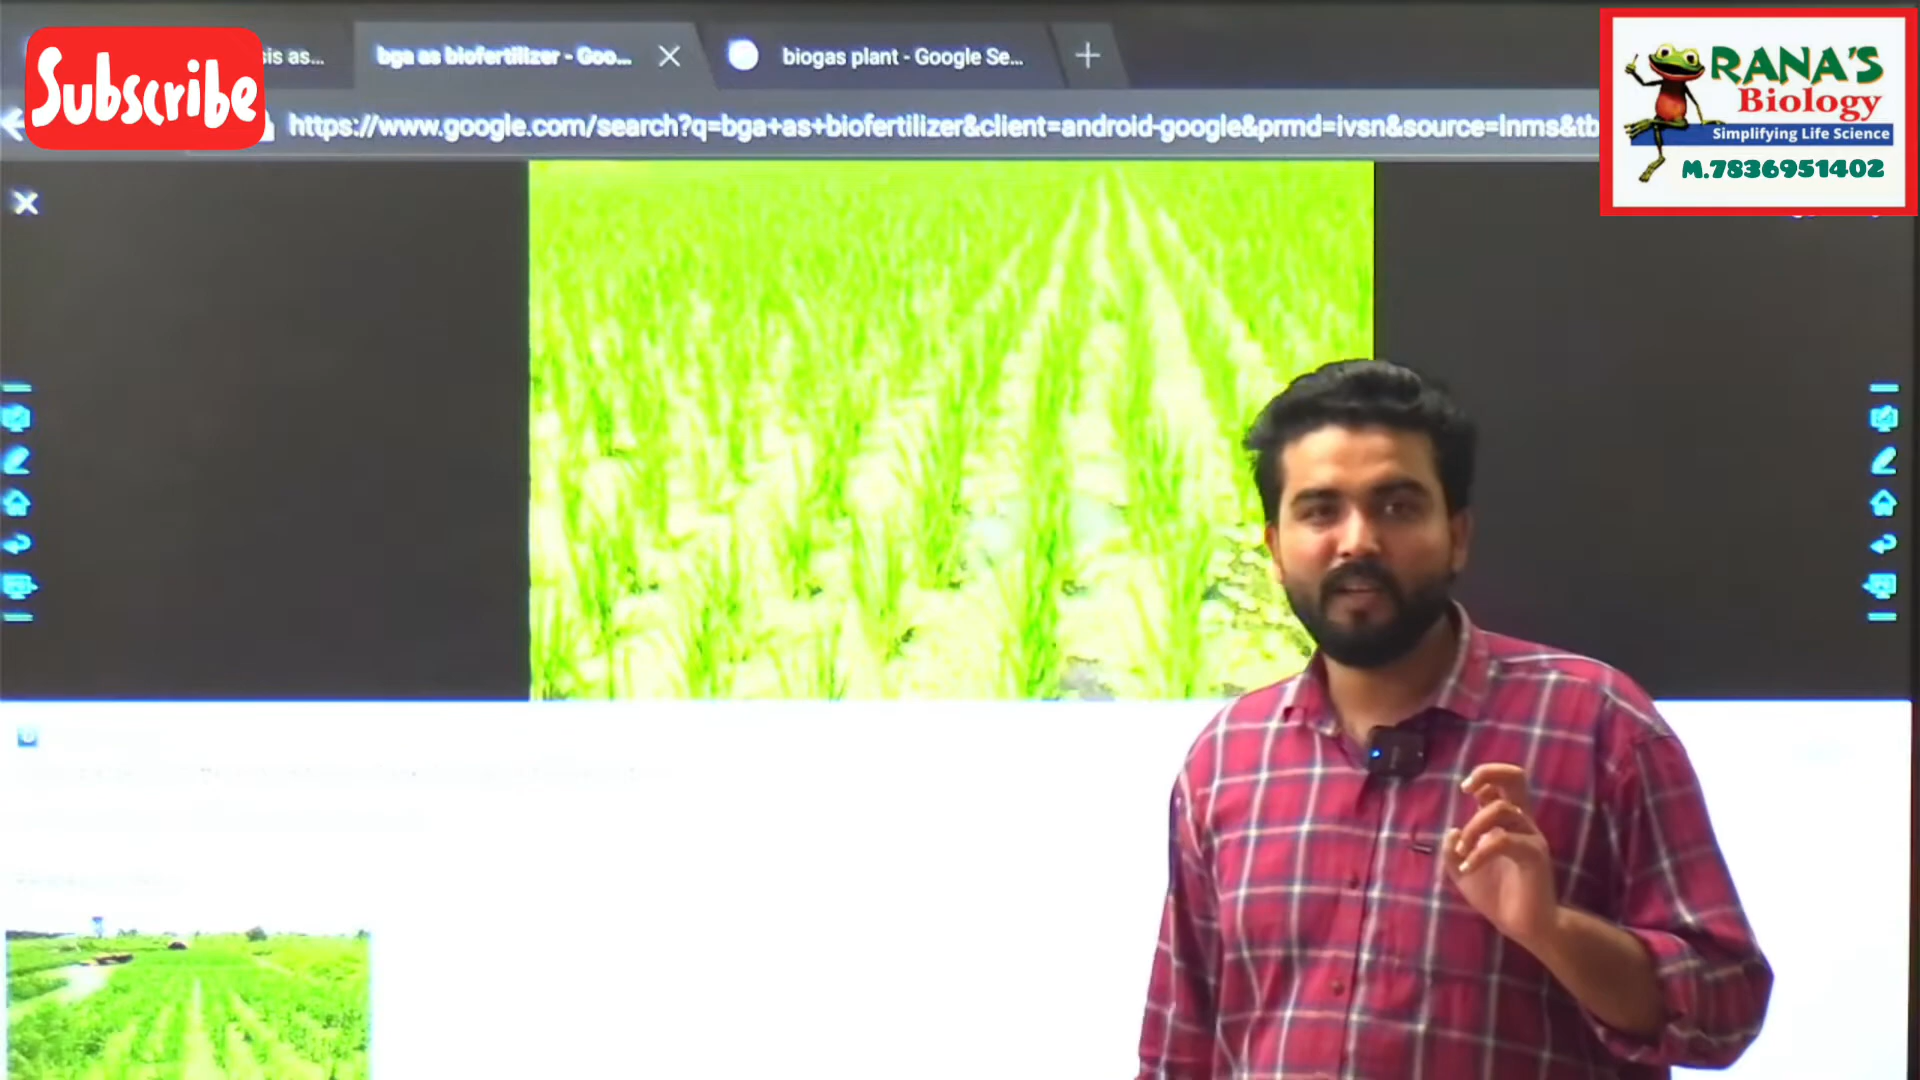 Subscribe
sis as...
bga as biofertilizer - Goo...
biogas plant - Google Se...
https://www.google.com/search?q=bga+as+biofertilizer&client=android-google&prmd=ivsn&source=lnms&tb
RANA'S
Biology
Simplifying Life Science
M.7836951402